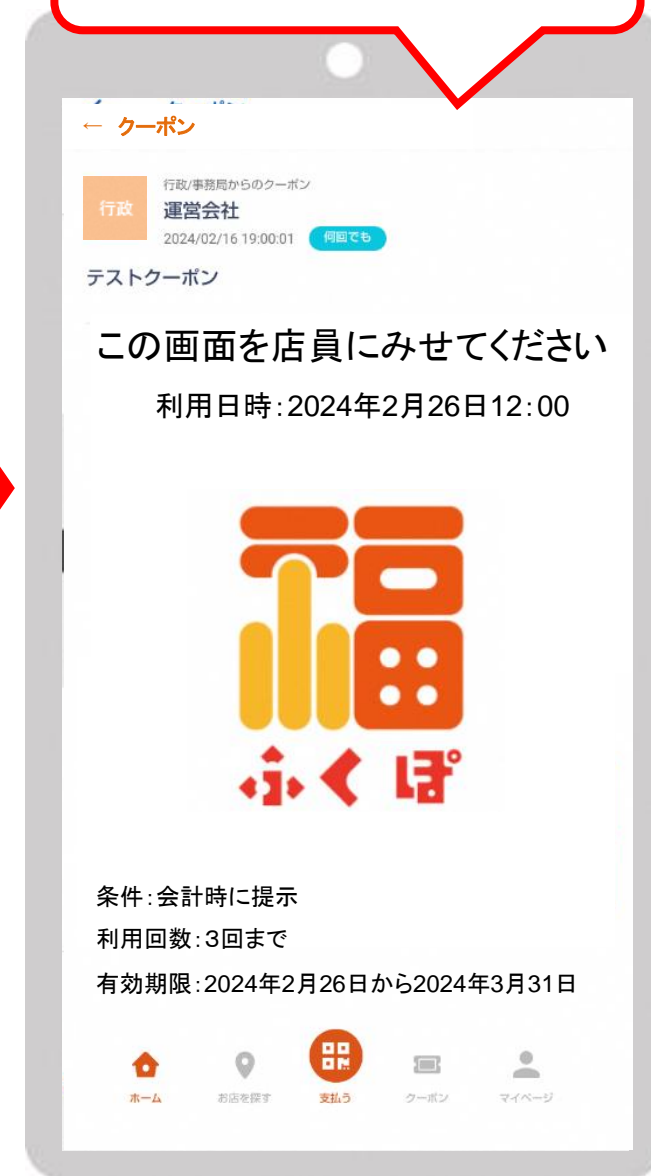 ← クーポン
行政/事務局からのクーポン
行政
運営会社
2024/02/16 19:00:01 何回でも
テストクーポン
この画面を店員にみせてください
利用日時:2024年2月26日12:00
福
ふくぽ
条件:会計時に提示
利用回数:3回まで
有効期限:2024年2月26日から2024年3月31日
ホーム お店を探す 支払う クーポン マイページ